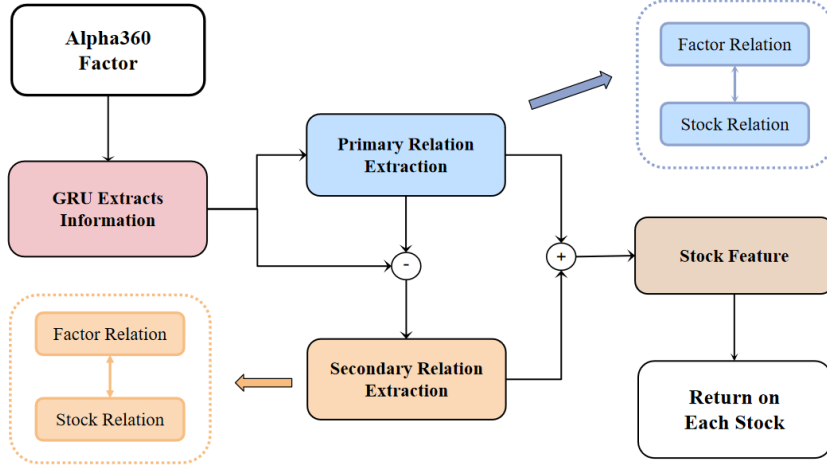 Alpha360
Factor
Factor Relation
Stock Relation
Primary Relation
Extraction
GRU Extracts
Information
-
+
Stock Feature
Factor Relation
Stock Relation
Secondary Relation
Extraction
Return on
Each Stock